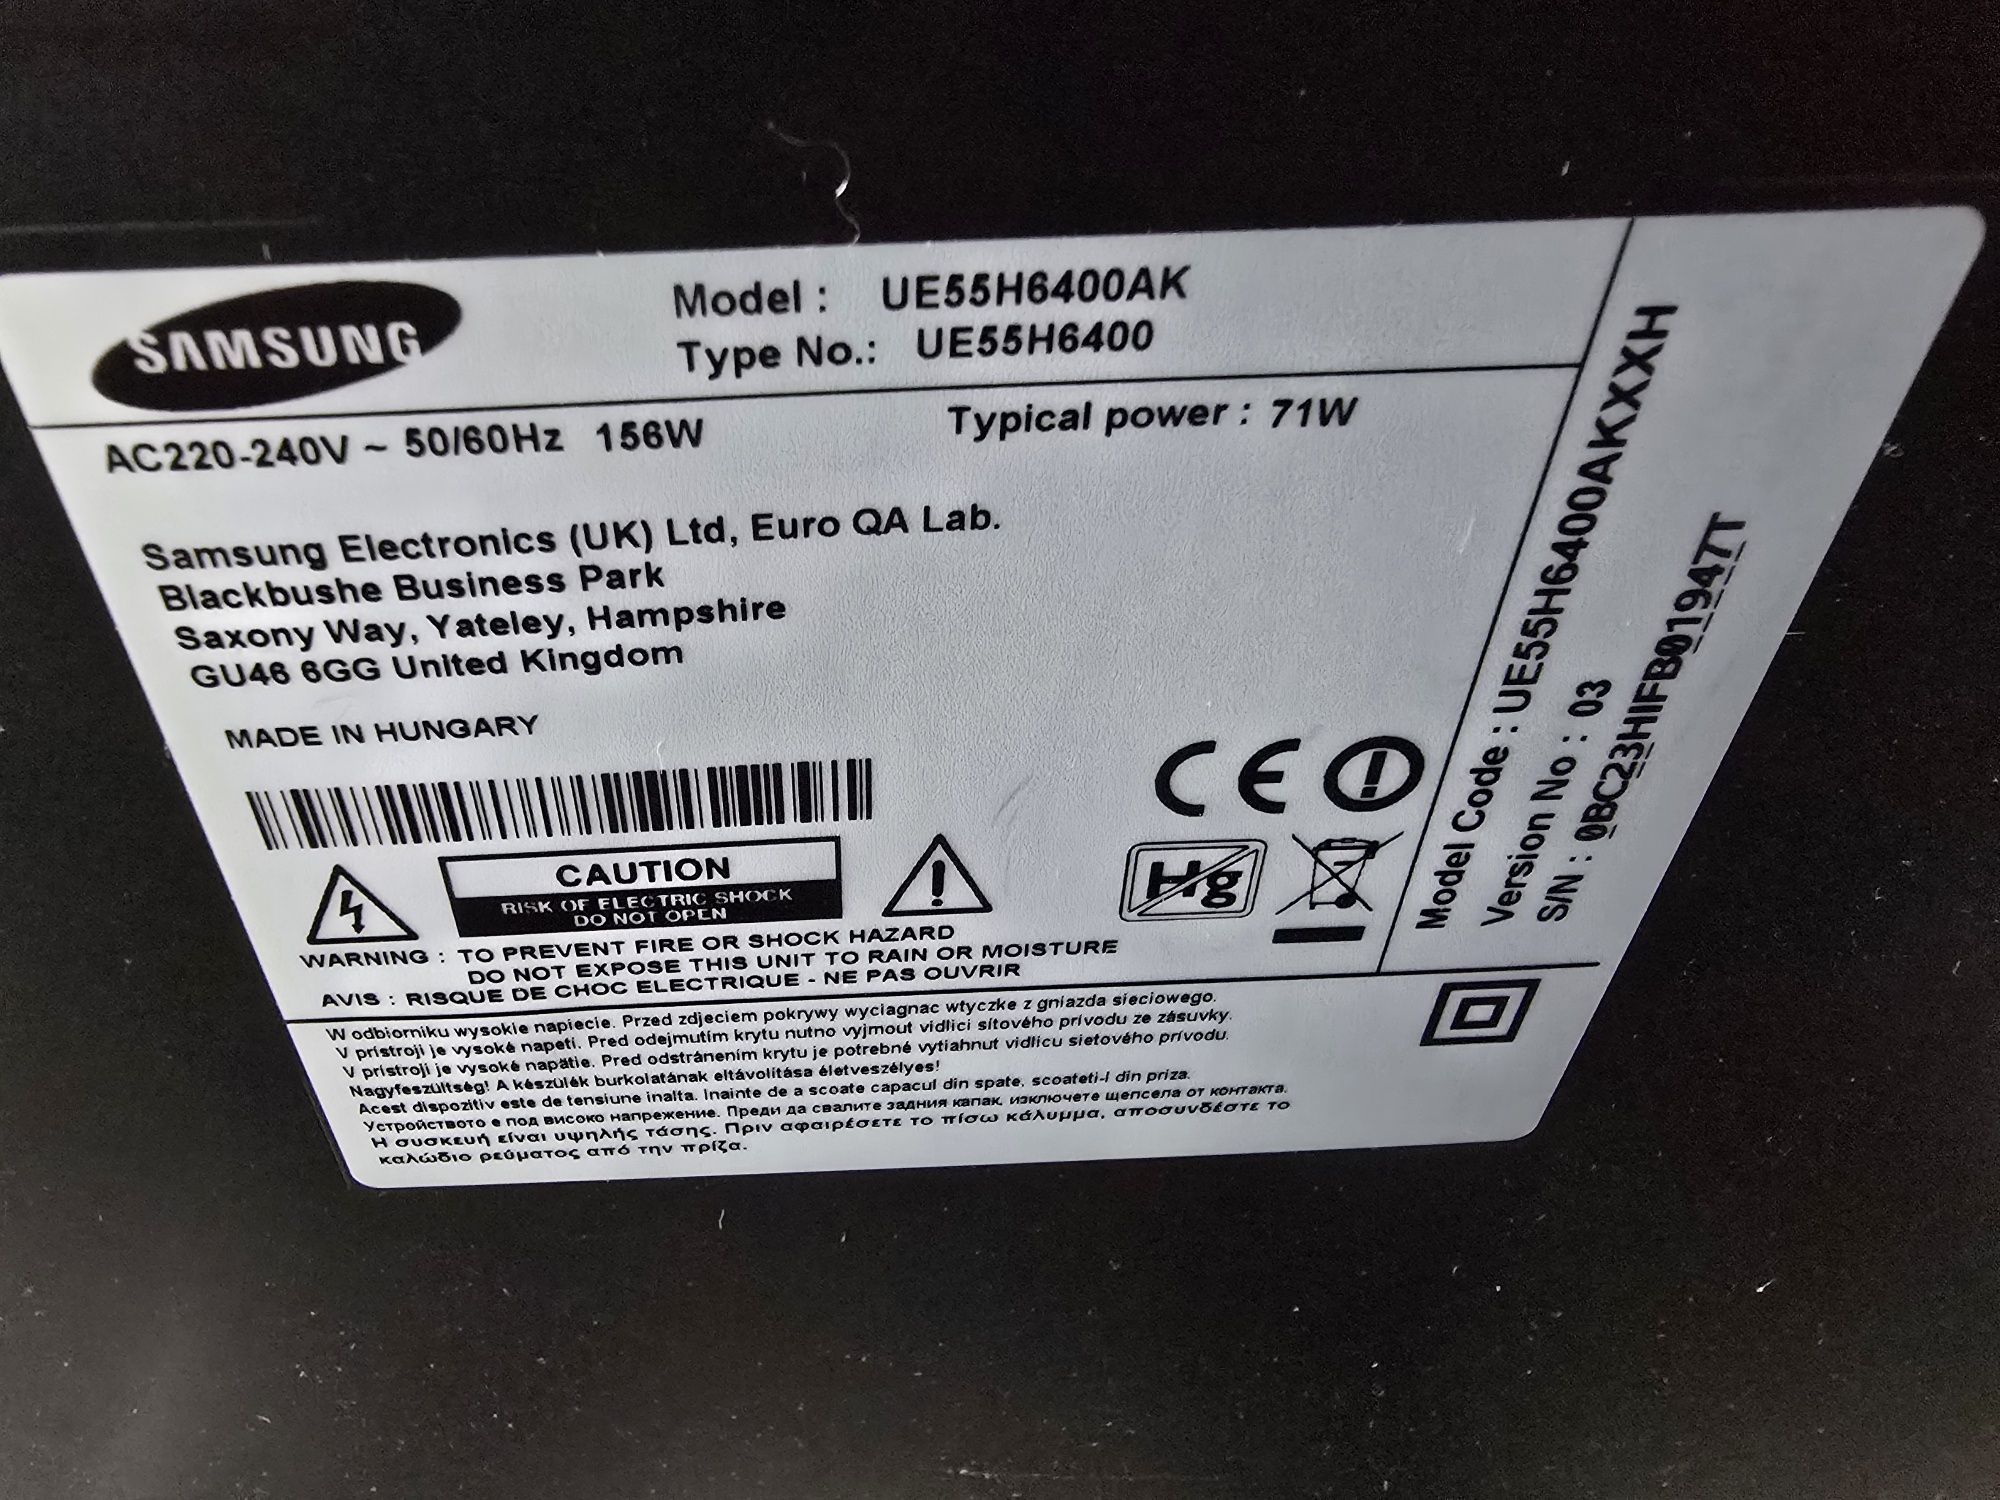 SAMSUNG
Model : UE55H6400AK
Type No.: UE55H6400
AC220-240V ~ 50/60Hz 156W
Typical power : 71W
Samsung Electronics (UK) Ltd, Euro QA Lab.
Blackbushe Business Park
Saxony Way, Yateley, Hampshire
GU46 6GG United Kingdom
MADE IN HUNGARY
CE
CAUTION
RISK OF ELECTRIC SHOCK
DO NOT OPEN
Hg
WARNING : TO PREVENT FIRE OR SHOCK HAZARD
DO NOT EXPOSE THIS UNIT TO RAIN OR MOISTURE
AVIS : RISQUE DE CHOC ELECTRIQUE - NE PAS OUVRIR
W odbiorniku wysokie napiecie. Przed zdjeciem pokrywy wyciagnac wtyczke z gniazda sieciowego.
V pristroji je vysoké napeti. Pred odejmutím krytu nutno vyjmout vidlici sítového prívodu ze zásuvky.
V prístroji je vysoké napätie. Pred odstránením krytu je potrebné vytiahnut vidlicu sietového prívodu.
Nagyfeszültség! A készülék burkolatának eltávolítása életveszélyes!
Acest dispozitiv este de tensiune inalta. Inainte de a scoate capacul din spate, scoateti-l din priza.
Устройството е под високо напрежение. Преди да свалите задния капак, изключете щепсела от контакта.
Η συσκευή είναι υψηλής τάσης. Πριν αφαιρέσετε το πίσω κάλυμμα, αποσυνδέστε το
καλώδιο ρεύματος από την πρίζα.
Model Code : UE55H6400AKXXH
Version No : 03
S/N : 0BC23HIFB01947T